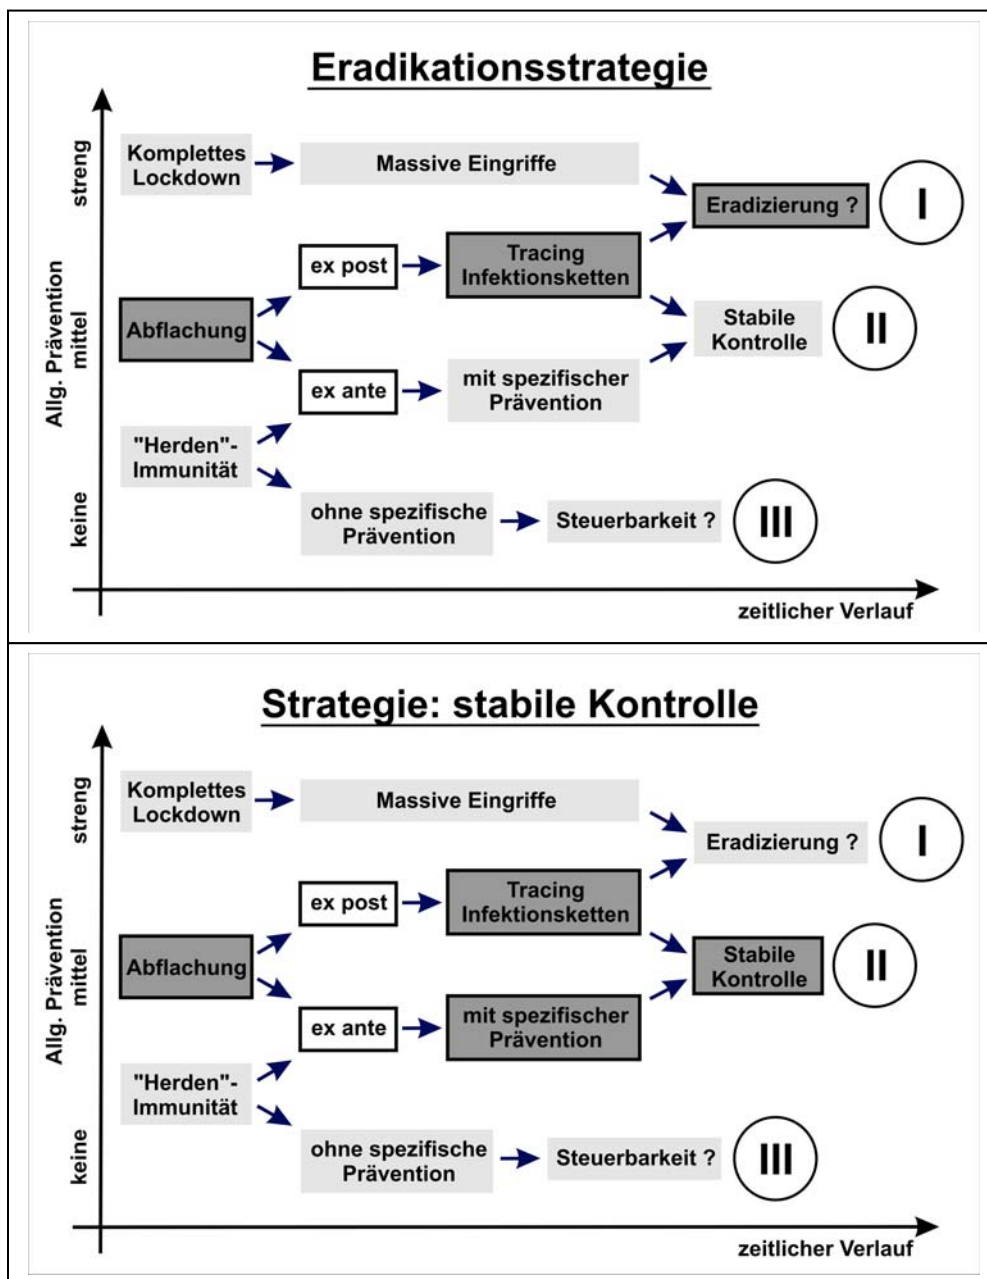 Eradikationsstrategie
streng
Allg. Prävention
mittel
keine
Komplettes
Lockdown
Massive Eingriffe
Eradizierung ?
I
ex post
Tracing
Infektionsketten
Abflachung
Stabile
Kontrolle
II
ex ante
mit spezifischer
Prävention
"Herden"-
Immunität
ohne spezifische
Prävention
Steuerbarkeit ?
III
zeitlicher Verlauf
Strategie: stabile Kontrolle
streng
Allg. Prävention
mittel
keine
Komplettes
Lockdown
Massive Eingriffe
Eradizierung ?
I
ex post
Tracing
Infektionsketten
Abflachung
Stabile
Kontrolle
II
ex ante
mit spezifischer
Prävention
"Herden"-
Immunität
ohne spezifische
Prävention
Steuerbarkeit ?
III
zeitlicher Verlauf